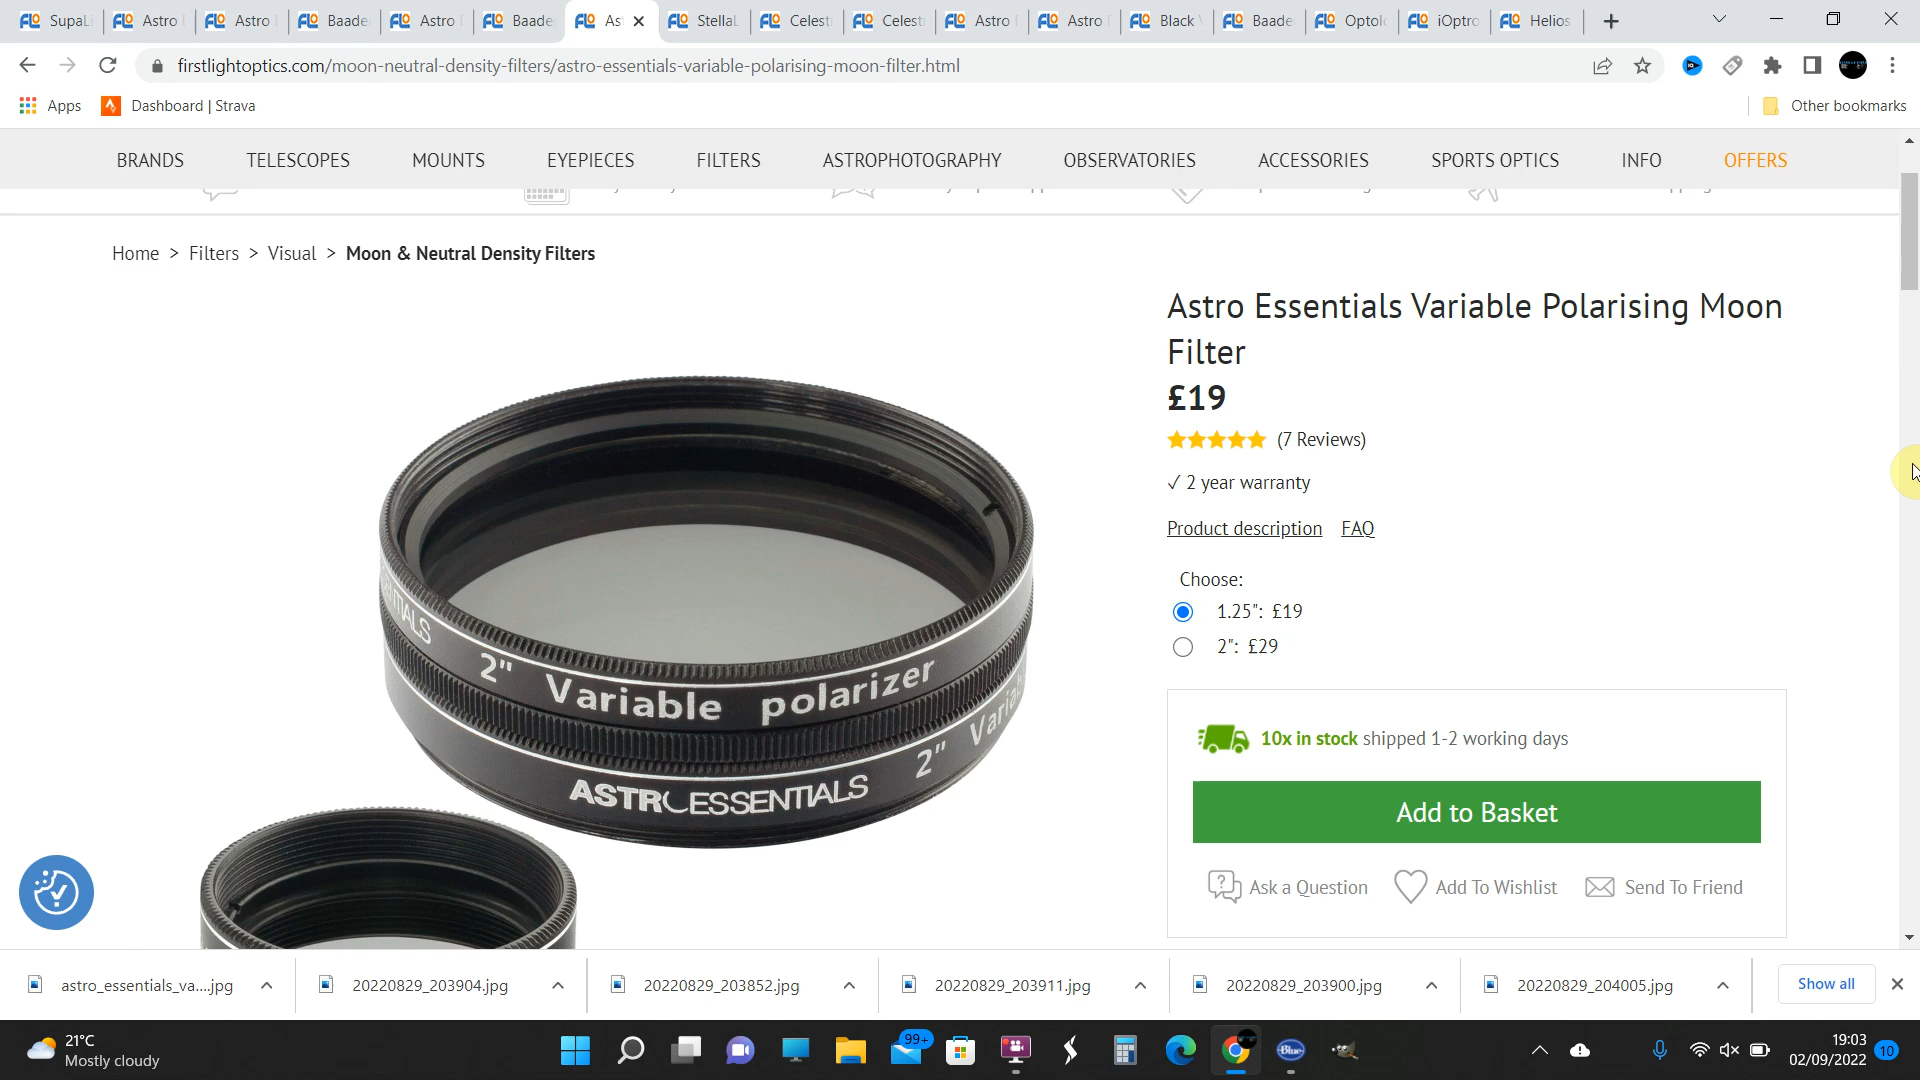 SupaLi
Astro
Astro
Baade
Astro
Baade
As
StellaL
Celest
Celest
Astro
Astro
Black
Baade
Optol
iOptro
Helios
firstlightoptics.com/moon-neutral-density-filters/astro-essentials-variable-polarising-moon-filter.html
Apps
Dashboard | Strava
Other bookmarks
BRANDS
TELESCOPES
MOUNTS
EYEPIECES
FILTERS
ASTROPHOTOGRAPHY
OBSERVATORIES
ACCESSORIES
SPORTS OPTICS
INFO
OFFERS
Home > Filters > Visual > Moon & Neutral Density Filters
Astro Essentials Variable Polarising Moon
Filter
£19
(7 Reviews)
✓ 2 year warranty
Product description
FAQ
Choose:
1.25": £19
2": £29
10x in stock shipped 1-2 working days
Add to Basket
Ask a Question
Add To Wishlist
Send To Friend
2" Variable polarizer
ASTROESSENTIALS 2"
astro_essentials_va....jpg
20220829_203904.jpg
20220829_203852.jpg
20220829_203911.jpg
20220829_203900.jpg
20220829_204005.jpg
Show all
21°C
Mostly cloudy
99+
Blue
19:03
02/09/2022
10